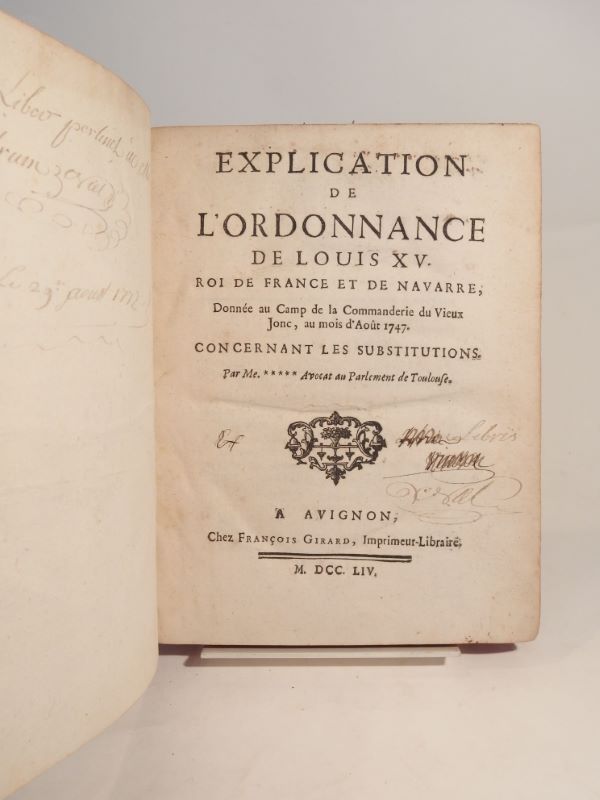 Liber
EXPLICATION
DE
L'ORDONNANCE
DE LOUIS XV.
ROI DE FRANCE ET DE NAVARRE,
Donnée au Camp de la Commanderie du Vieux
Jonc, au mois d'Août 1747.
CONCERNANT LES SUBSTITUTIONS.
Par Me. ***** Avocat au Parlement de Toulouse.
Libris
A AVIGNON,
Chez FRANÇOIS GIRARD, Imprimeur-Libraire.
M. DCC. LIV.